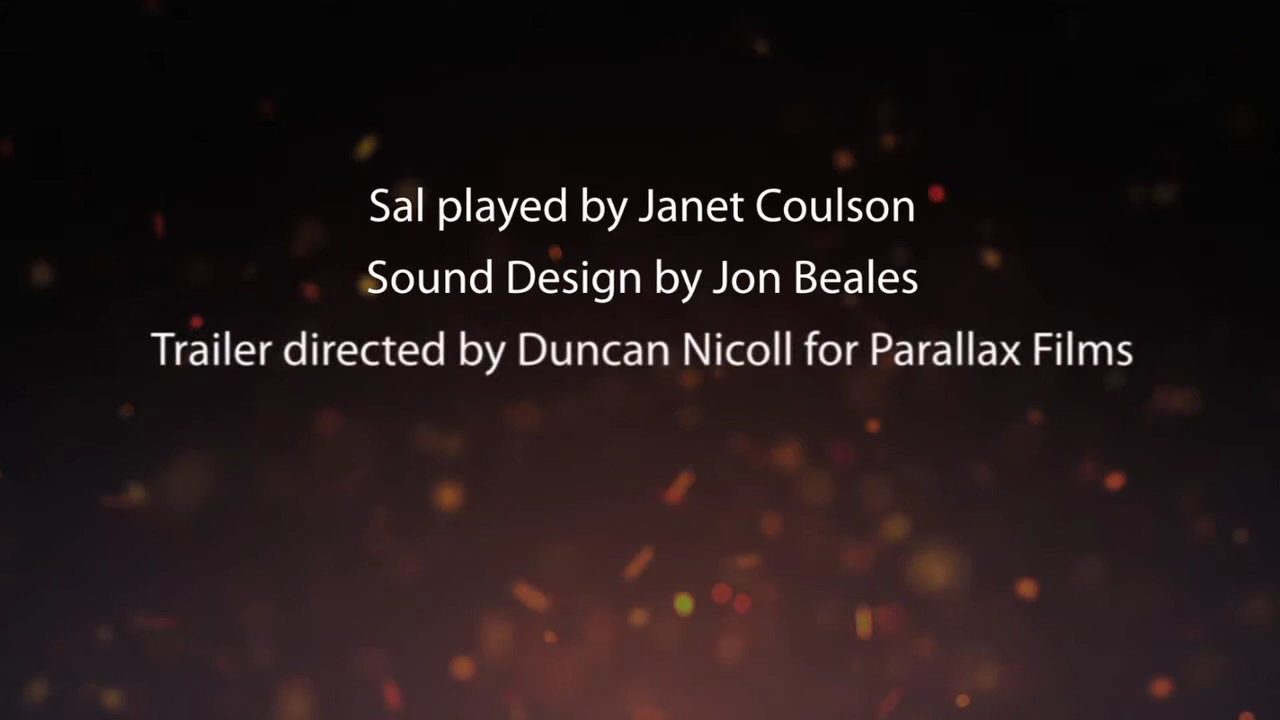 Sal played by Janet Coulson
Sound Design by Jon Beales
Trailer directed by Duncan Nicoll for Parallax Films